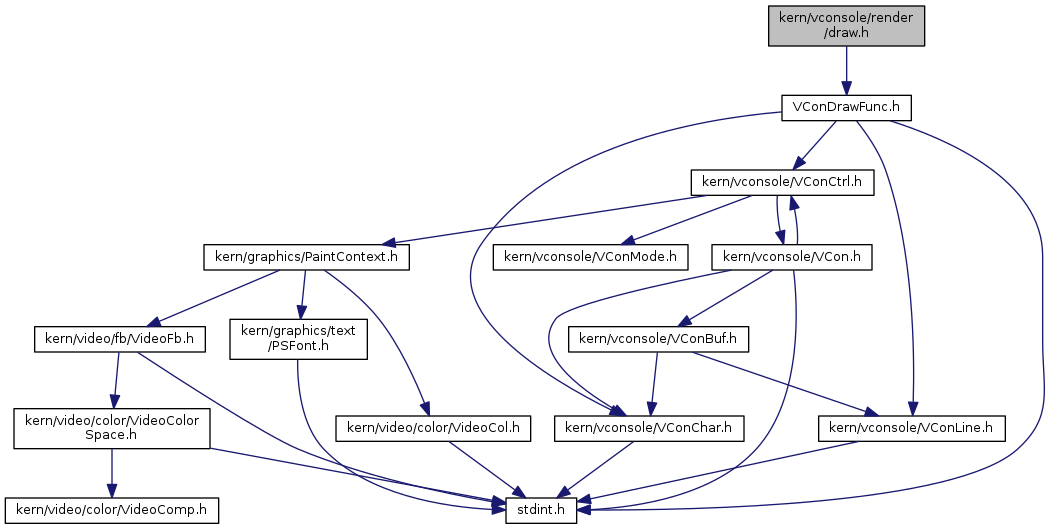 kern/vconsole/render
/draw.h
VConDrawFunc.h
kern/vconsole/VConCtrl.h
kern/graphics/PaintContext.h
kern/vconsole/VConMode.h
kern/vconsole/VCon.h
kern/video/fb/VideoFb.h
kern/graphics/text
/PSFont.h
kern/vconsole/VConBuf.h
kern/video/color/VideoColor
Space.h
kern/video/color/VideoCol.h
kern/vconsole/VConChar.h
kern/vconsole/VConLine.h
kern/video/color/VideoComp.h
stdint.h